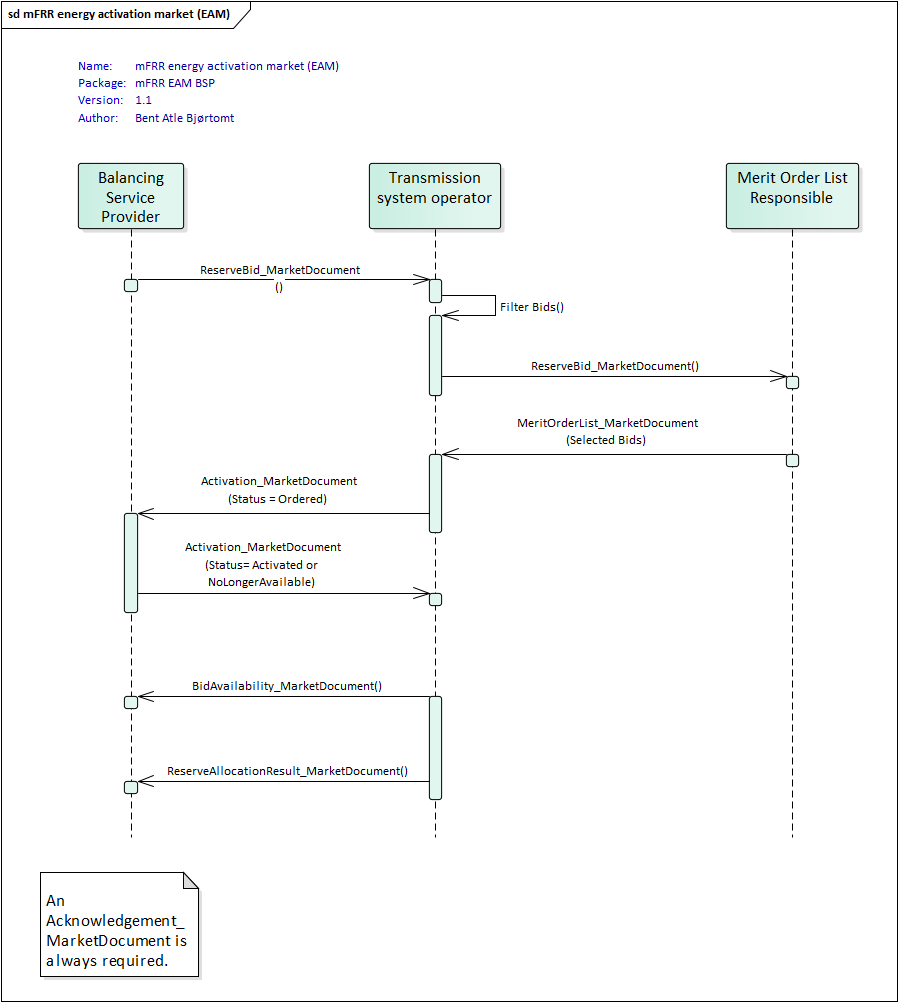 sd mFRR energy activation market (EAM)
Name: mFRR energy activation market (EAM)
Package: mFRR EAM BSP
Version: 1.1
Author: Bent Atle Bjørtomt
Balancing
Service
Provider
Transmission
system operator
Merit Order List
Responsible
ReserveBid_MarketDocument
()
Filter Bids()
ReserveBid_MarketDocument()
MeritOrderList_MarketDocument
(Selected Bids)
Activation_MarketDocument
(Status = Ordered)
Activation_MarketDocument
(Status= Activated or
NoLongerAvailable)
BidAvailability_MarketDocument()
ReserveAllocationResult_MarketDocument()
An
Acknowledgement_
MarketDocument is
always required.